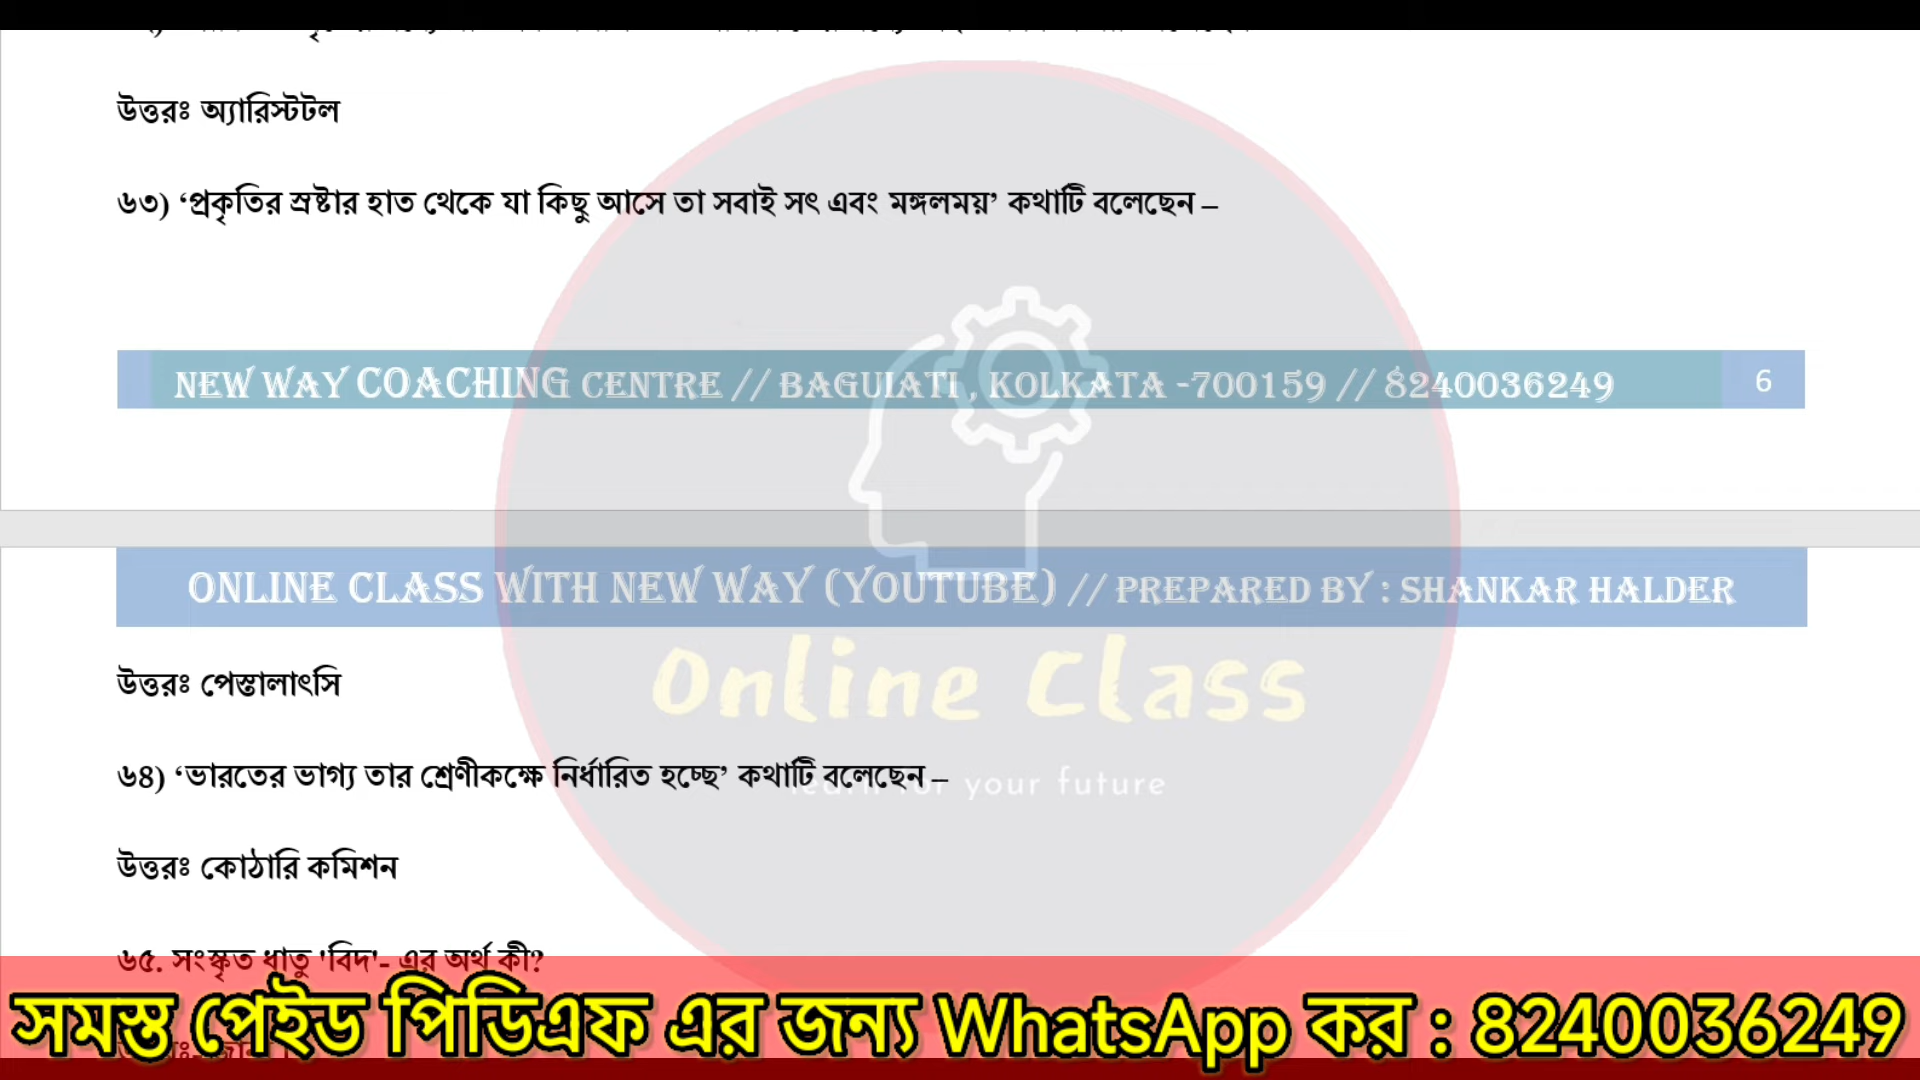 উত্তরঃ অ্যারিস্টটল
৬৩) ‘প্রকৃতির স্রষ্টার হাত থেকে যা কিছু আসে তা সবাই সৎ এবং মঙ্গলময়’ কথাটি বলেছেন –
NEW WAY COACHING CENTRE // BAGUIATI, KOLKATA -700159 // 8240036249 6
ONLINE CLASS WITH NEW WAY (YOUTUBE) // PREPARED BY : SHANKAR HALDER
Online Class
উত্তরঃ পেস্তালাৎসি
৬৪) ‘ভারতের ভাগ্য তার শ্রেণীকক্ষে নির্ধারিত হচ্ছে’ কথাটি বলেছেন –
learn for your future
উত্তরঃ কোঠারি কমিশন
৬৫. সংস্কৃত ধাতু 'বিদ'- এর অর্থ কী?
সমস্ত পেইড পিডিএফ এর জন্য WhatsApp কর : 8240036249